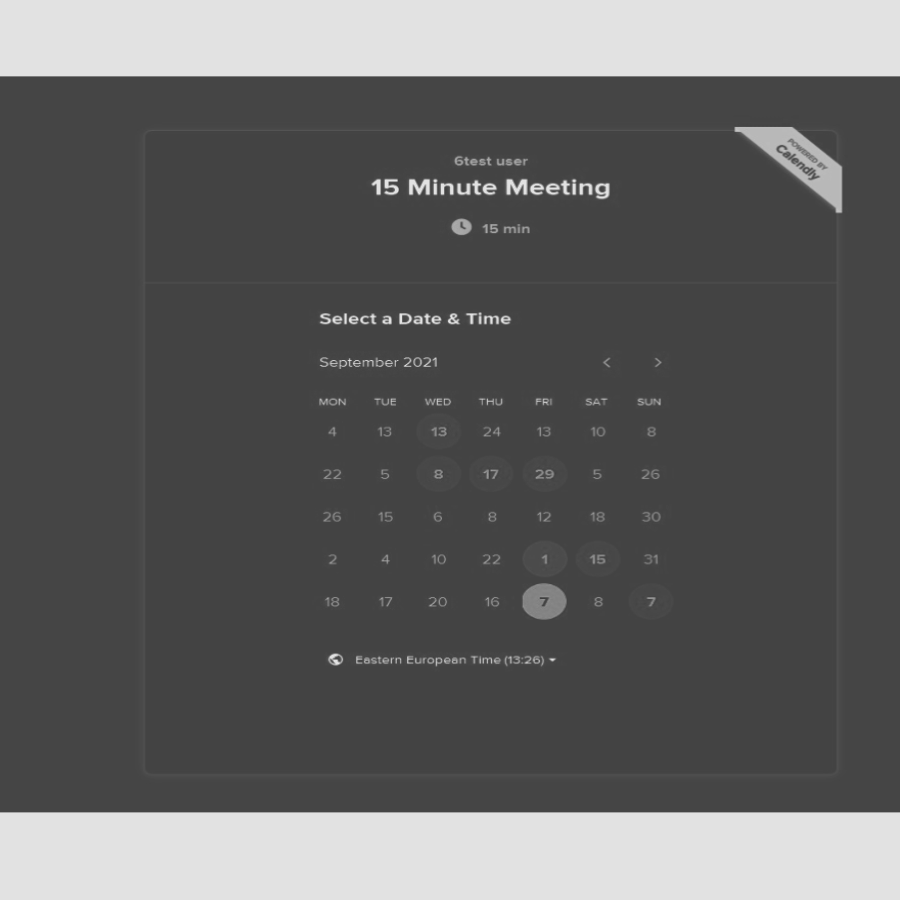 POWERED BY
Calendly
6test user
15 Minute Meeting
15 min
Select a Date & Time
September 2021
MON TUE WED THU FRI SAT SUN
4 13 13 24 13 10 8
22 5 8 17 29 5 26
26 15 6 8 12 18 30
2 4 10 22 1 15 31
18 17 20 16 7 8 7
Eastern European Time (13:26)